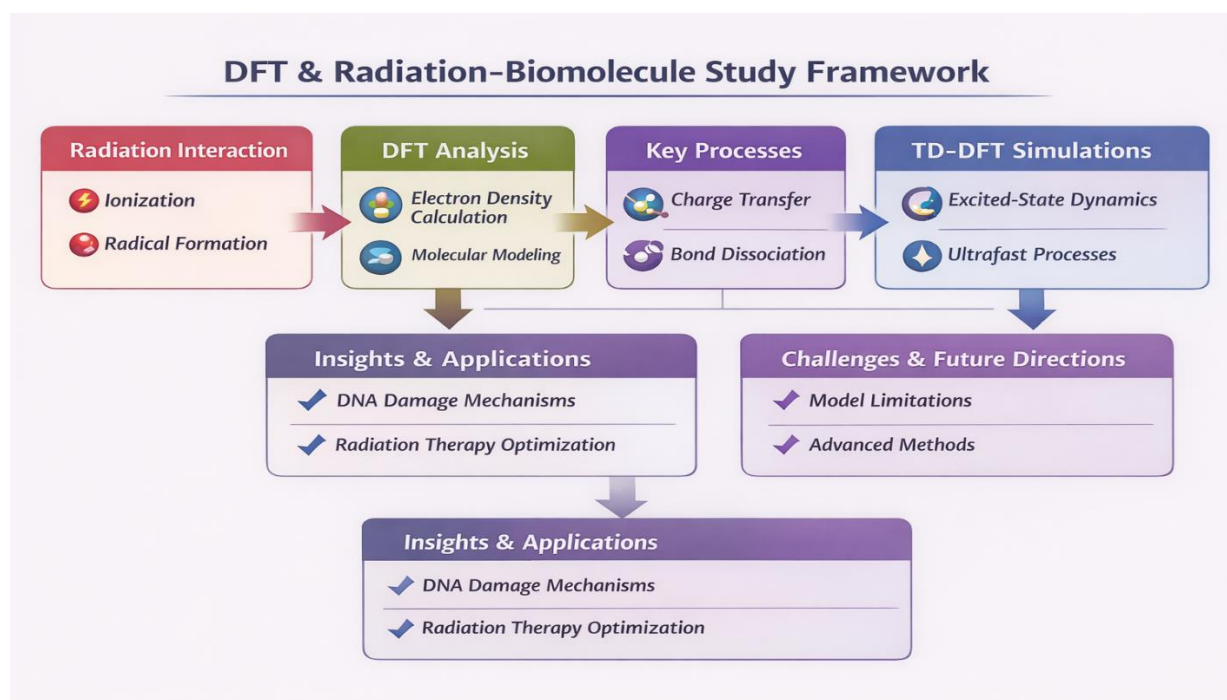 DFT & Radiation-Biomolecule Study Framework
Radiation Interaction
Ionization
Radical Formation
DFT Analysis
Electron Density
Calculation
Molecular Modeling
Key Processes
Charge Transfer
Bond Dissociation
TD-DFT Simulations
Excited-State Dynamics
Ultrafast Processes
Insights & Applications
DNA Damage Mechanisms
Radiation Therapy Optimization
Challenges & Future Directions
Model Limitations
Advanced Methods
Insights & Applications
DNA Damage Mechanisms
Radiation Therapy Optimization